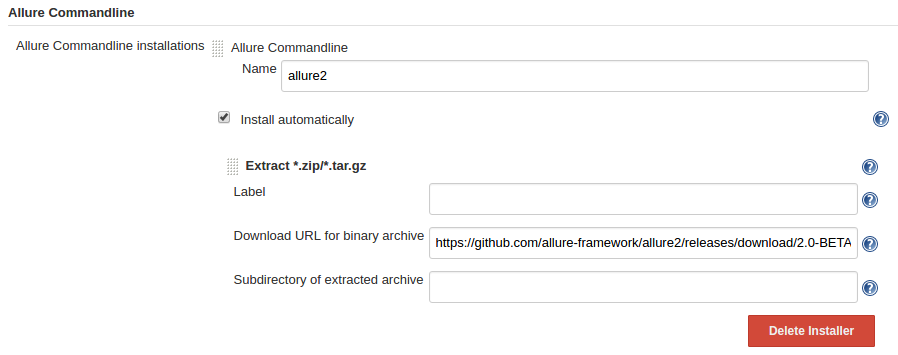 Allure Commandline
Allure Commandline installations
Allure Commandline
Name
allure2
Install automatically
Extract *.zip/*.tar.gz
Label
Download URL for binary archive
https://github.com/allure-framework/allure2/releases/download/2.0-BETA
Subdirectory of extracted archive
Delete Installer